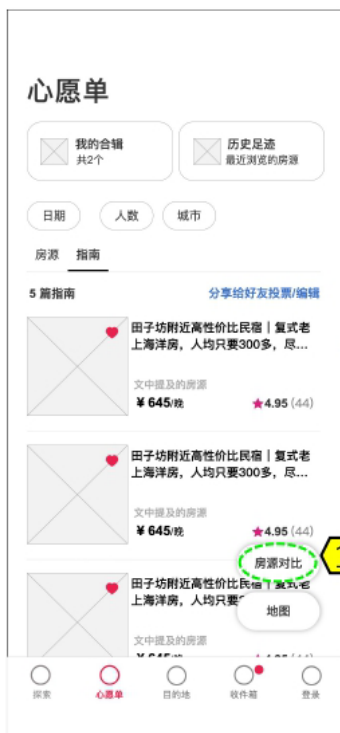 心愿单
我的合辑
共2个
历史足迹
最近浏览的房源
日期
人数
城市
房源 指南
5 篇指南
分享给好友投票/编辑
田子坊附近高性价比民宿｜复式老
上海洋房，人均只要300多，尽...
文中提及的房源
¥ 645/晚
★4.95 (44)
田子坊附近高性价比民宿｜复式老
上海洋房，人均只要300多，尽...
文中提及的房源
¥ 645/晚
★4.95 (44)
房源对比
1
田子坊附近高性价比民宿｜复式老
上海洋房，人均只要
地图
文中提及的房源
探索
心愿单
目的地
收件箱
登录